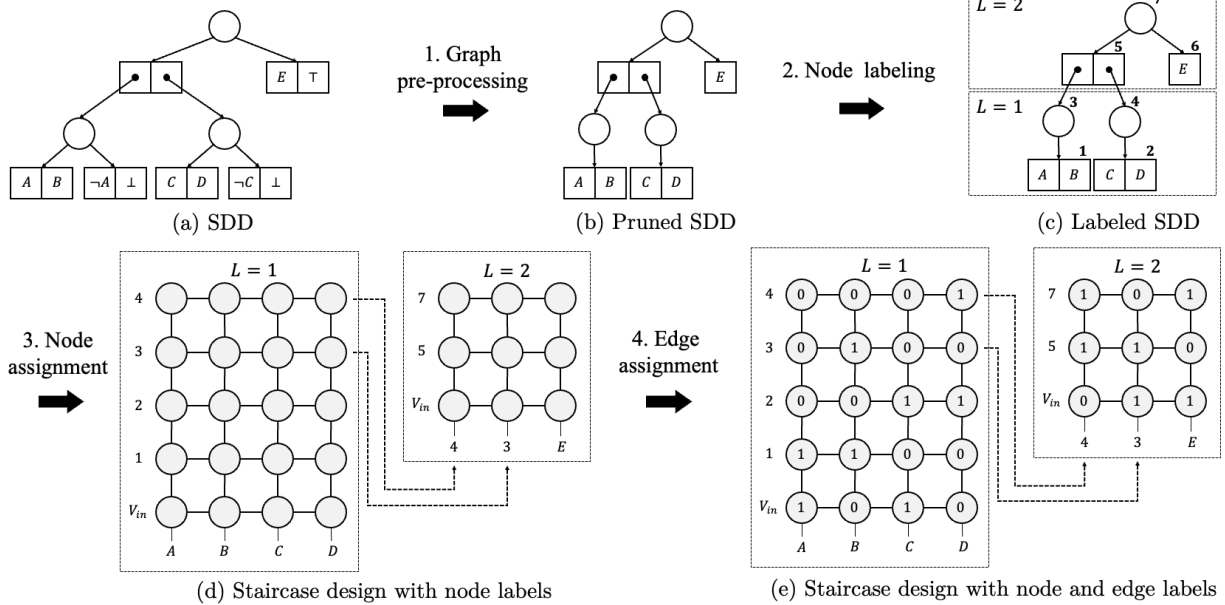 1. Graph
pre-processing
2. Node labeling
L = 2
7
5
6
E ⊤
E
E
L = 1
3
4
1
2
A B ¬A ⊥ C D ¬C ⊥
A B C D
A B C D
(a) SDD
(b) Pruned SDD
(c) Labeled SDD
3. Node
assignment
L = 1
4
3
2
1
V_in
A B C D
L = 2
7
5
V_in
4 3 E
4. Edge
assignment
L = 1
4 0 0 0 1
3 0 1 0 0
2 0 0 1 1
1 1 1 0 0
V_in 1 0 1 0
A B C D
L = 2
7 1 0 1
5 1 1 0
V_in 0 1 1
4 3 E
(d) Staircase design with node labels
(e) Staircase design with node and edge labels